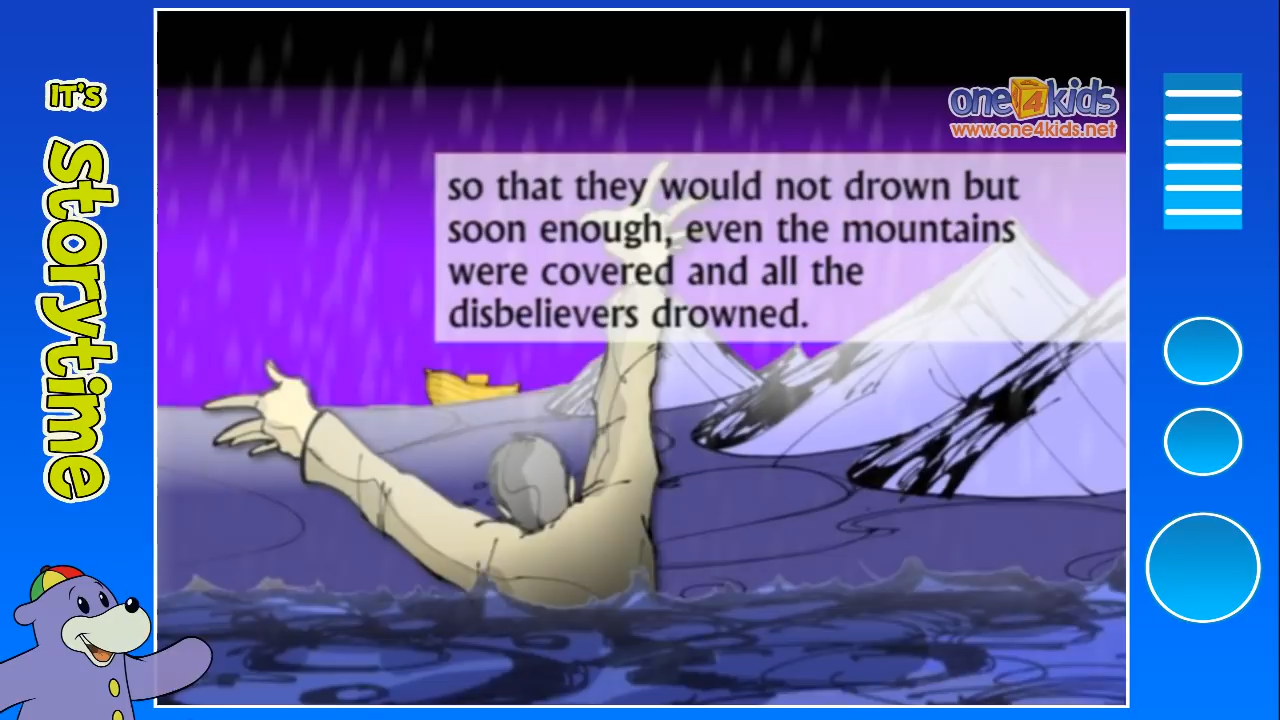 IT'S
Storytime
one4kids
www.one4kids.net
so that they would not drown but
soon enough, even the mountains
were covered and all the
disbelievers drowned.